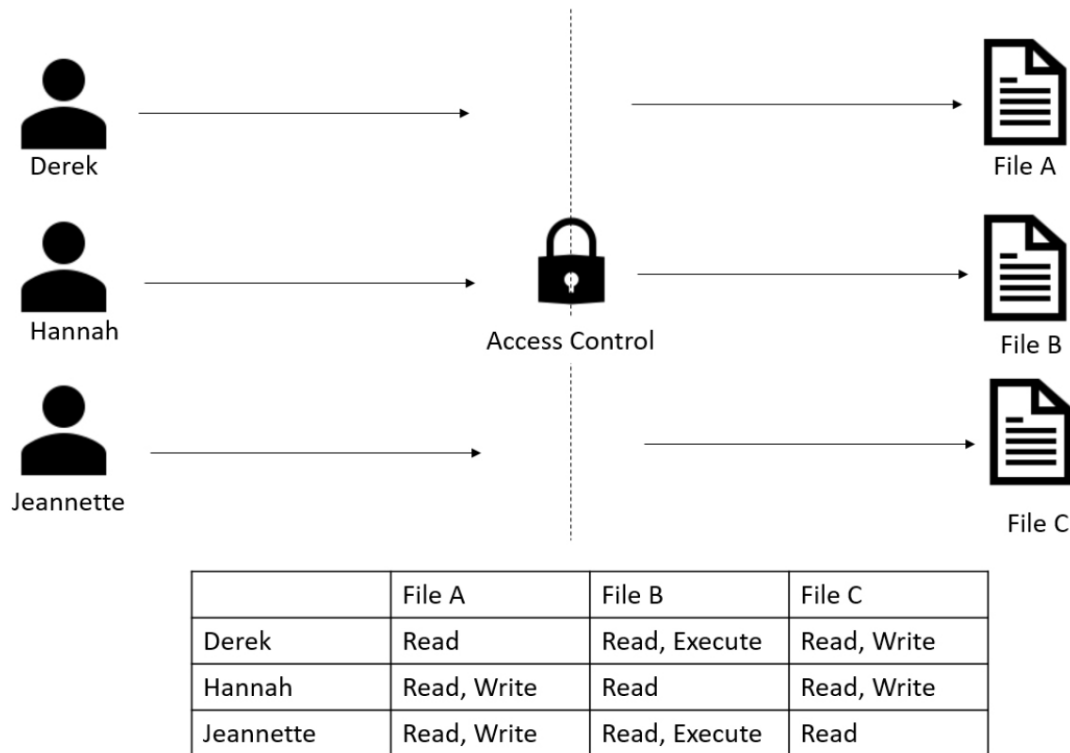 Derek
File A
Hannah
Access Control
File B
Jeannette
File C
File A File B File C
Derek Read Read, Execute Read, Write
Hannah Read, Write Read Read, Write
Jeannette Read, Write Read, Execute Read